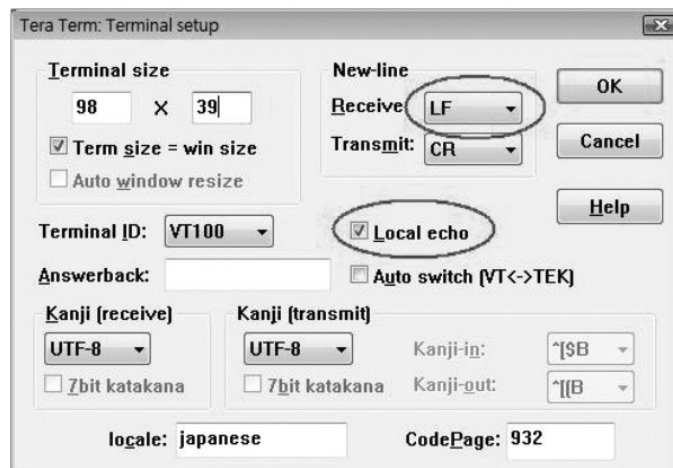 Tera Term: Terminal setup
Terminal size
98 X 39
Term size = win size
Auto window resize
New-line
Receive LF
Transmit: CR
OK
Cancel
Help
Terminal ID: VT100
Local echo
Answerback:
Auto switch (VT<->TEK)
Kanji (receive)
UTF-8
7bit katakana
Kanji (transmit)
UTF-8
7bit katakana
Kanji-in: ^[$B
Kanji-out: ^[(B
locale: japanese
CodePage: 932